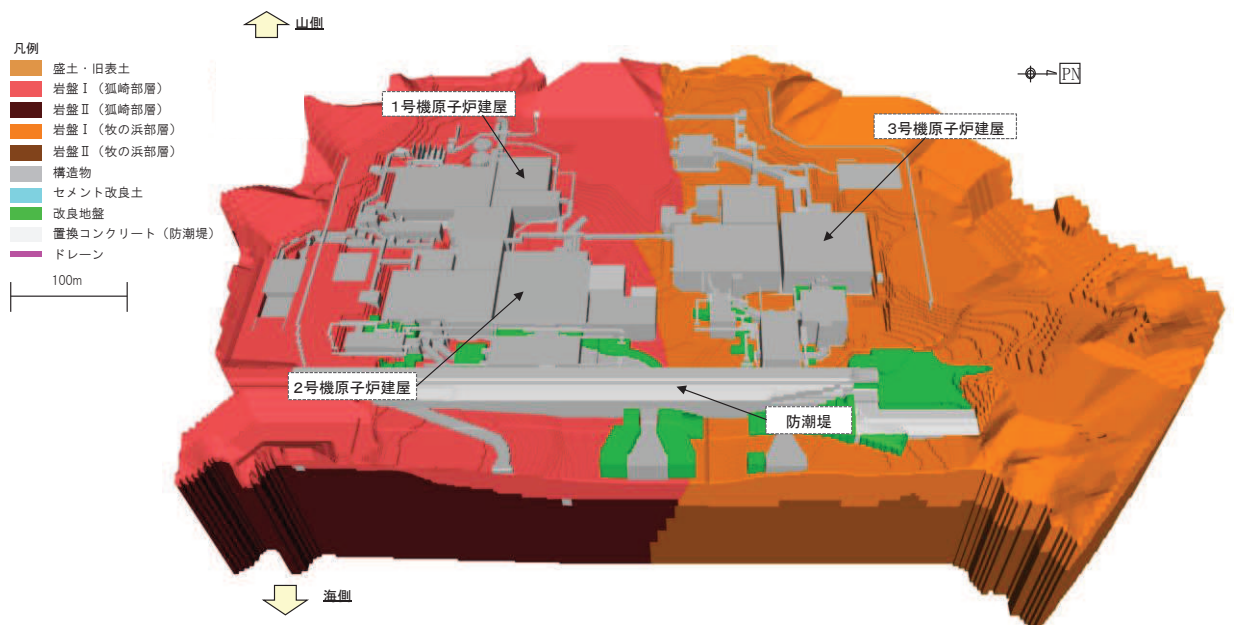 山側
凡例
盛土・旧表土
岩盤Ⅰ（狐崎部層）
岩盤Ⅱ（狐崎部層）
岩盤Ⅰ（牧の浜部層）
岩盤Ⅱ（牧の浜部層）
構造物
セメント改良土
改良地盤
置換コンクリート（防潮堤）
ドレーン
100m
PN
1号機原子炉建屋
3号機原子炉建屋
2号機原子炉建屋
防潮堤
海側